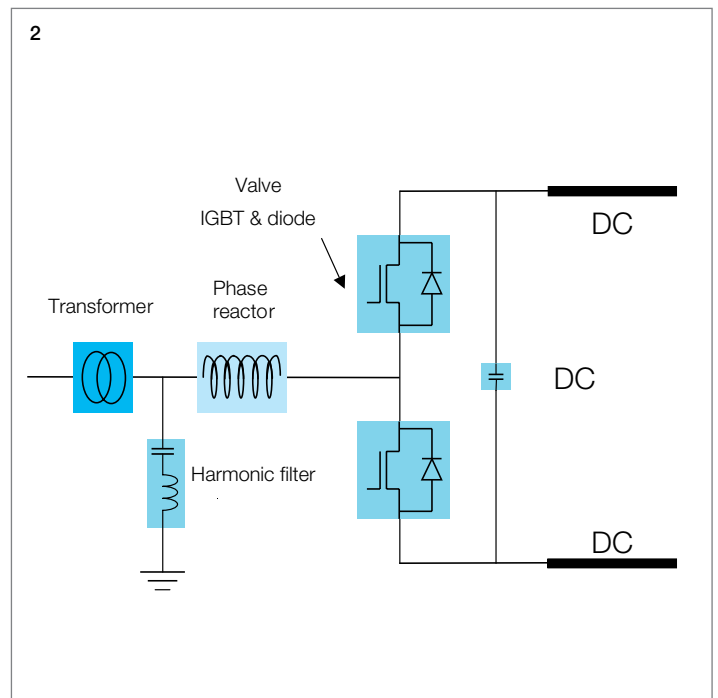 2
Valve
IGBT & diode
DC
Transformer
Phase
reactor
DC
Harmonic filter
DC